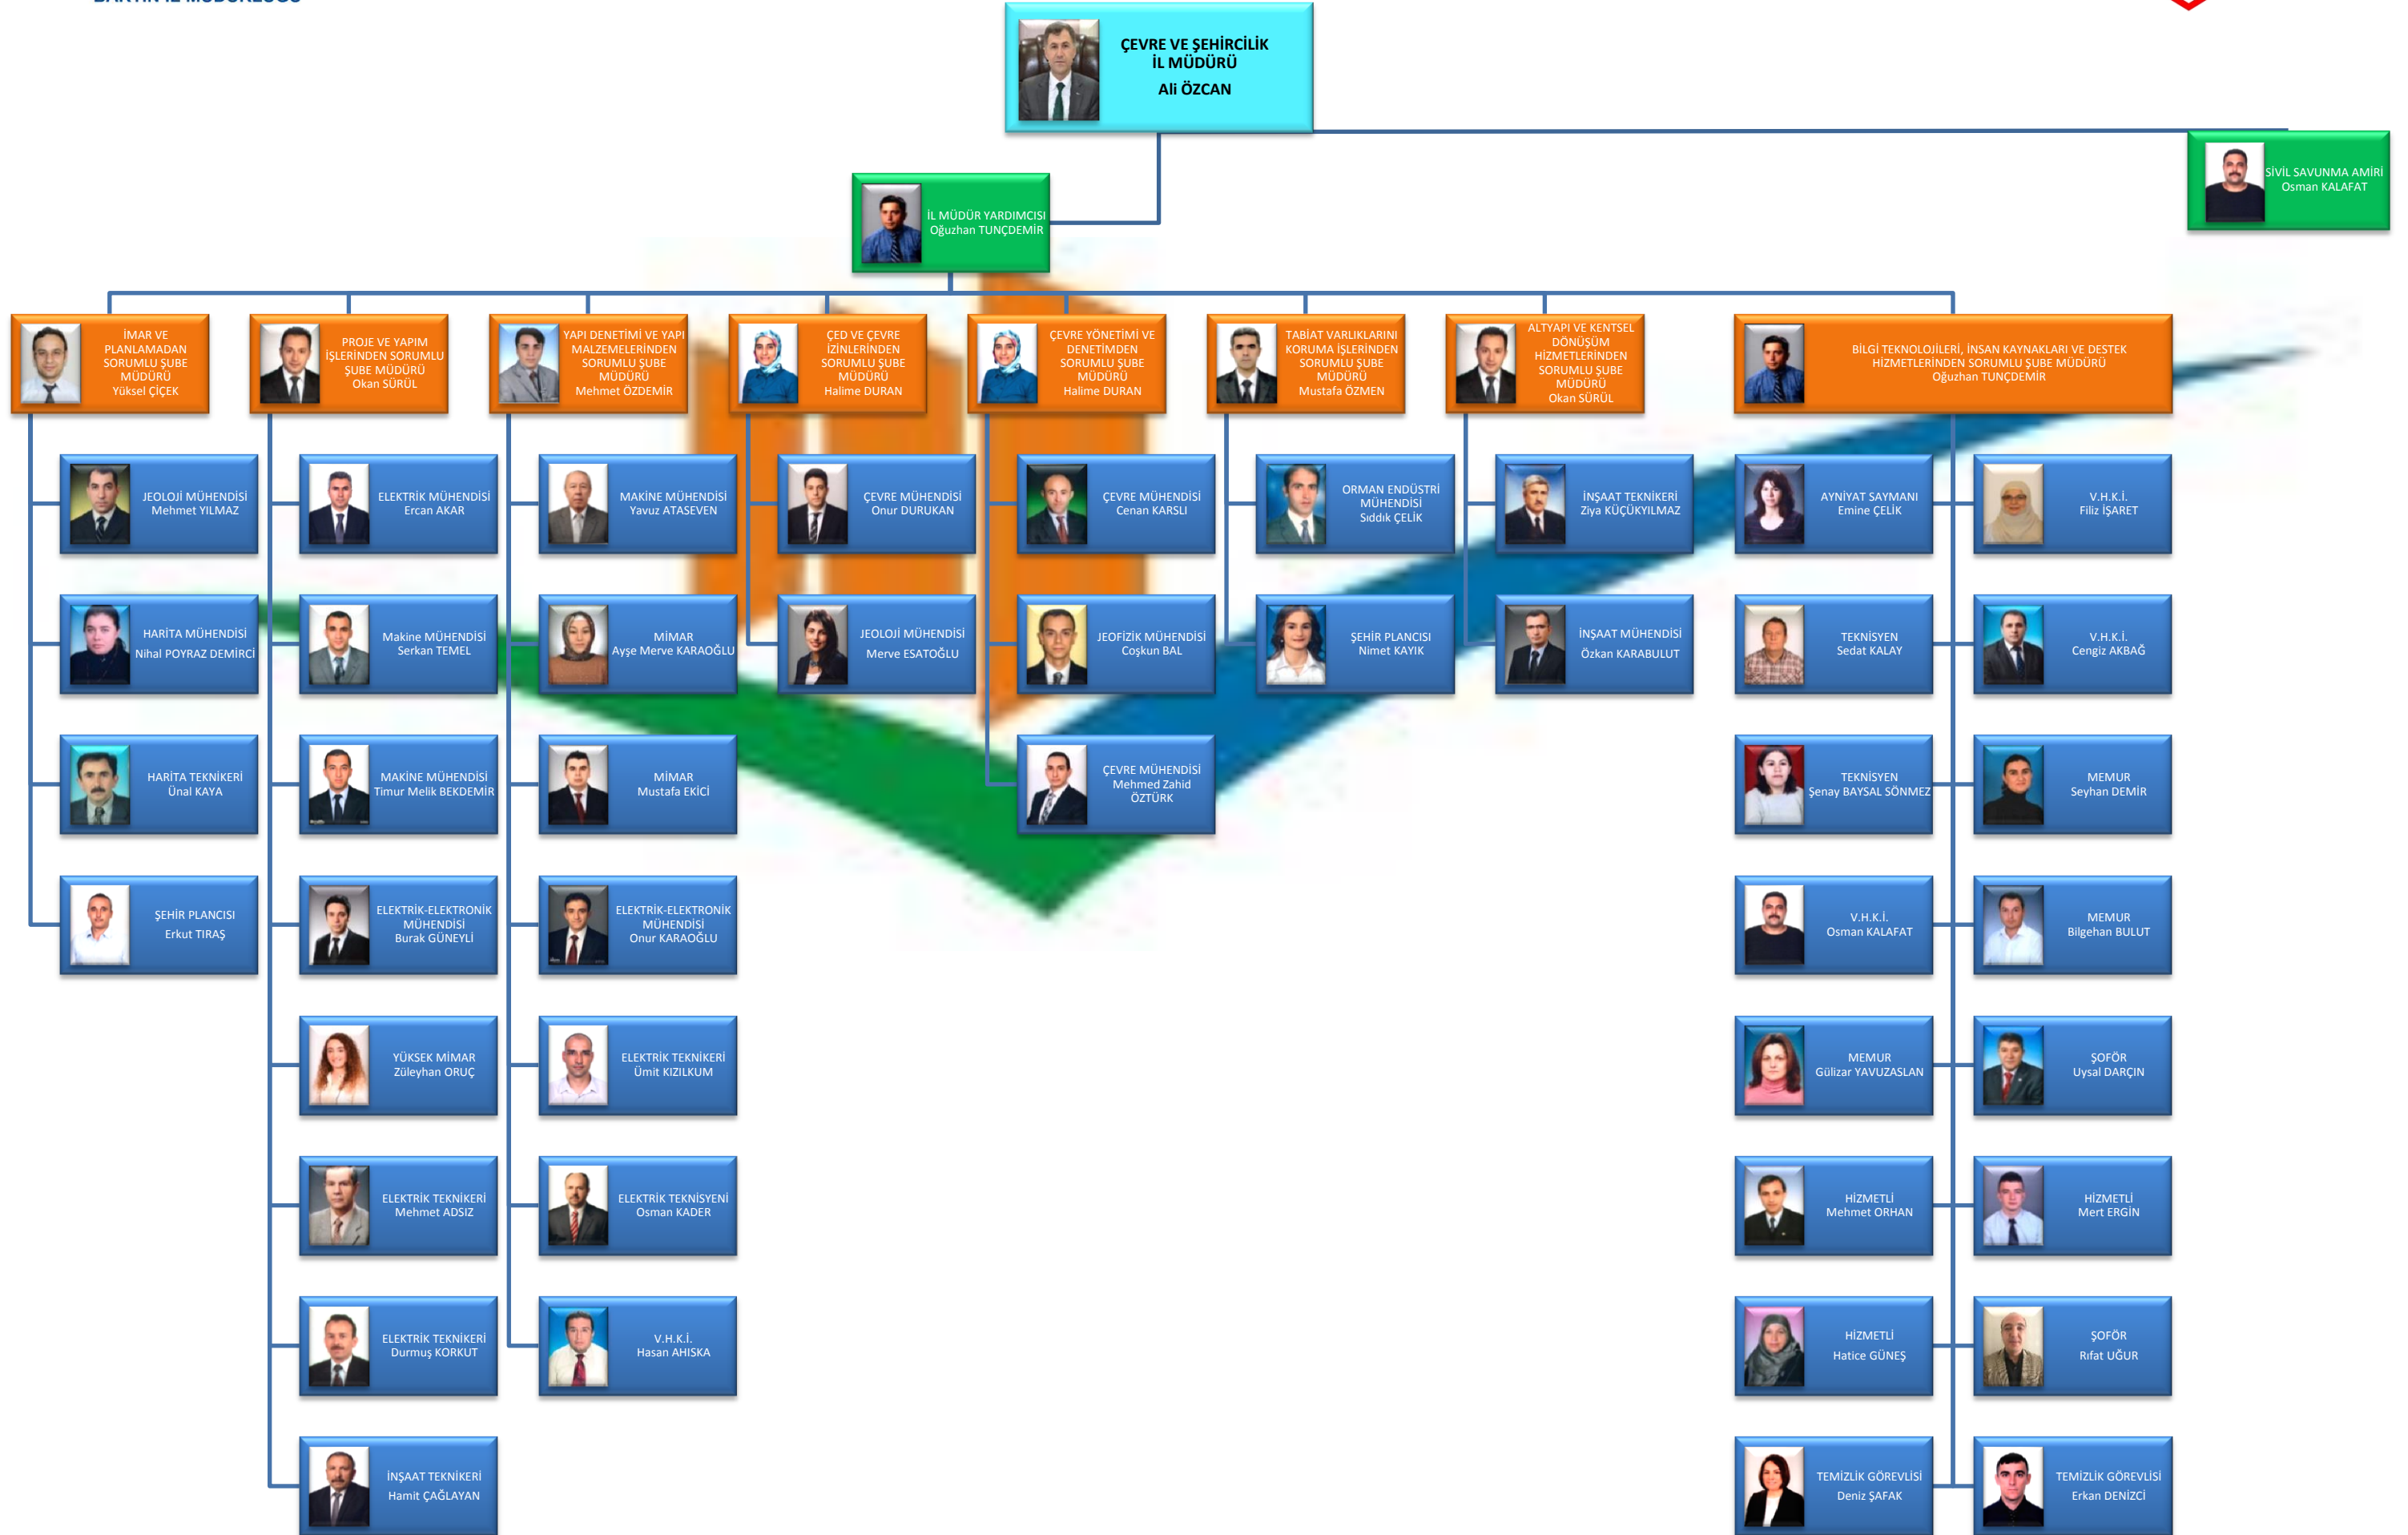 BARTIN İL MÜDÜRLÜĞÜ
ÇEVRE VE ŞEHİRCİLİK
İL MÜDÜRÜ
Ali ÖZCAN
SİVİL SAVUNMA AMİRİ
Osman KALAFAT
İL MÜDÜR YARDIMCISI
Oğuzhan TUNÇDEMİR
İMAR VE
PLANLAMADAN
SORUMLU ŞUBE
MÜDÜRÜ
Yüksel ÇİÇEK
PROJE VE YAPIM
İŞLERİNDEN SORUMLU
ŞUBE MÜDÜRÜ
Okan SÜRÜL
YAPI DENETİMİ VE YAPI
MALZEMELERİNDEN
SORUMLU ŞUBE
MÜDÜRÜ
Mehmet ÖZDEMİR
ÇED VE ÇEVRE
İZİNLERİNDEN
SORUMLU ŞUBE
MÜDÜRÜ
Halime DURAN
ÇEVRE YÖNETİMİ VE
DENETİMDEN
SORUMLU ŞUBE
MÜDÜRÜ
Halime DURAN
TABİAT VARLIKLARINI
KORUMA İŞLERİNDEN
SORUMLU ŞUBE
MÜDÜRÜ
Mustafa ÖZMEN
ALTYAPI VE KENTSEL
DÖNÜŞÜM
HİZMETLERİNDEN
SORUMLU ŞUBE
MÜDÜRÜ
Okan SÜRÜL
BİLGİ TEKNOLOJİLERİ, İNSAN KAYNAKLARI VE DESTEK
HİZMETLERİNDEN SORUMLU ŞUBE MÜDÜRÜ
Oğuzhan TUNÇDEMİR
JEOLOJİ MÜHENDİSİ
Mehmet YILMAZ
HARİTA MÜHENDİSİ
Nihal POYRAZ DEMİRCİ
HARİTA TEKNİKERİ
Ünal KAYA
ŞEHİR PLANCISI
Erkut TIRAŞ
ELEKTRİK MÜHENDİSİ
Ercan AKAR
Makine MÜHENDİSİ
Serkan TEMEL
MAKİNE MÜHENDİSİ
Timur Melik BEKDEMİR
ELEKTRİK-ELEKTRONİK
MÜHENDİSİ
Burak GÜNEYLİ
YÜKSEK MİMAR
Züleyhan ORUÇ
ELEKTRİK TEKNİKERİ
Mehmet ADSIZ
ELEKTRİK TEKNİKERİ
Durmuş KORKUT
İNŞAAT TEKNİKERİ
Hamit ÇAĞLAYAN
MAKİNE MÜHENDİSİ
Yavuz ATASEVEN
MİMAR
Ayşe Merve KARAOĞLU
MİMAR
Mustafa EKİCİ
ELEKTRİK-ELEKTRONİK
MÜHENDİSİ
Onur KARAOĞLU
ELEKTRİK TEKNİKERİ
Ümit KIZILKUM
ELEKTRİK TEKNİSYENİ
Osman KADER
V.H.K.İ.
Hasan AHISKA
ÇEVRE MÜHENDİSİ
Onur DURUKAN
JEOLOJİ MÜHENDİSİ
Merve ESATOĞLU
ÇEVRE MÜHENDİSİ
Cenan KARSLI
JEOFİZİK MÜHENDİSİ
Coşkun BAL
ÇEVRE MÜHENDİSİ
Mehmed Zahid
ÖZTÜRK
ORMAN ENDÜSTRİ
MÜHENDİSİ
Sıddık ÇELİK
ŞEHİR PLANCISI
Nimet KAYIK
İNŞAAT TEKNİKERİ
Ziya KÜÇÜKYILMAZ
İNŞAAT MÜHENDİSİ
Özkan KARABULUT
AYNİYAT SAYMANI
Emine ÇELİK
V.H.K.İ.
Filiz İŞARET
TEKNİSYEN
Sedat KALAY
V.H.K.İ.
Cengiz AKBAĞ
TEKNİSYEN
Şenay BAYSAL SÖNMEZ
MEMUR
Seyhan DEMİR
V.H.K.İ.
Osman KALAFAT
MEMUR
Bilgehan BULUT
MEMUR
Gülizar YAVUZASLAN
ŞOFÖR
Uysal DARÇIN
HİZMETLİ
Mehmet ORHAN
HİZMETLİ
Mert ERGİN
HİZMETLİ
Hatice GÜNEŞ
ŞOFÖR
Rıfat UĞUR
TEMİZLİK GÖREVLİSİ
Deniz ŞAFAK
TEMİZLİK GÖREVLİSİ
Erkan DENİZCİ